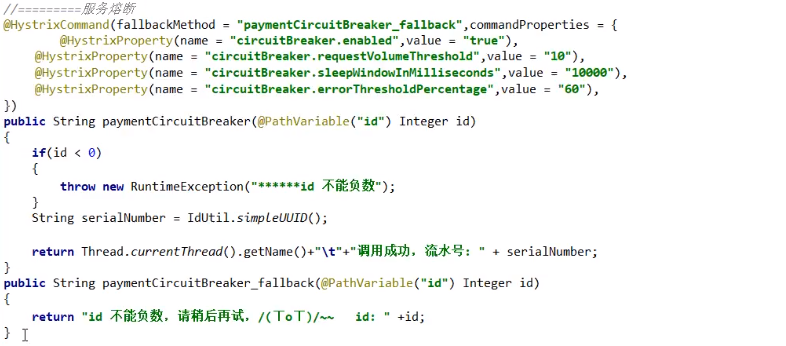 //=========服务熔断
@HystrixCommand(fallbackMethod = "paymentCircuitBreaker_fallback",commandProperties = {
@HystrixProperty(name = "circuitBreaker.enabled",value = "true"),
@HystrixProperty(name = "circuitBreaker.requestVolumeThreshold",value = "10"),
@HystrixProperty(name = "circuitBreaker.sleepWindowInMilliseconds",value = "10000"),
@HystrixProperty(name = "circuitBreaker.errorThresholdPercentage",value = "60"),
})
public String paymentCircuitBreaker(@PathVariable("id") Integer id)
{
if(id < 0)
{
throw new RuntimeException("******id 不能负数");
}
String serialNumber = IdUtil.simpleUUID();
return Thread.currentThread().getName()+"\t"+"调用成功，流水号：" + serialNumber;
}
public String paymentCircuitBreaker_fallback(@PathVariable("id") Integer id)
{
return "id 不能负数，请稍后再试，/(ㄒoㄒ)/~~   id: " +id;
}